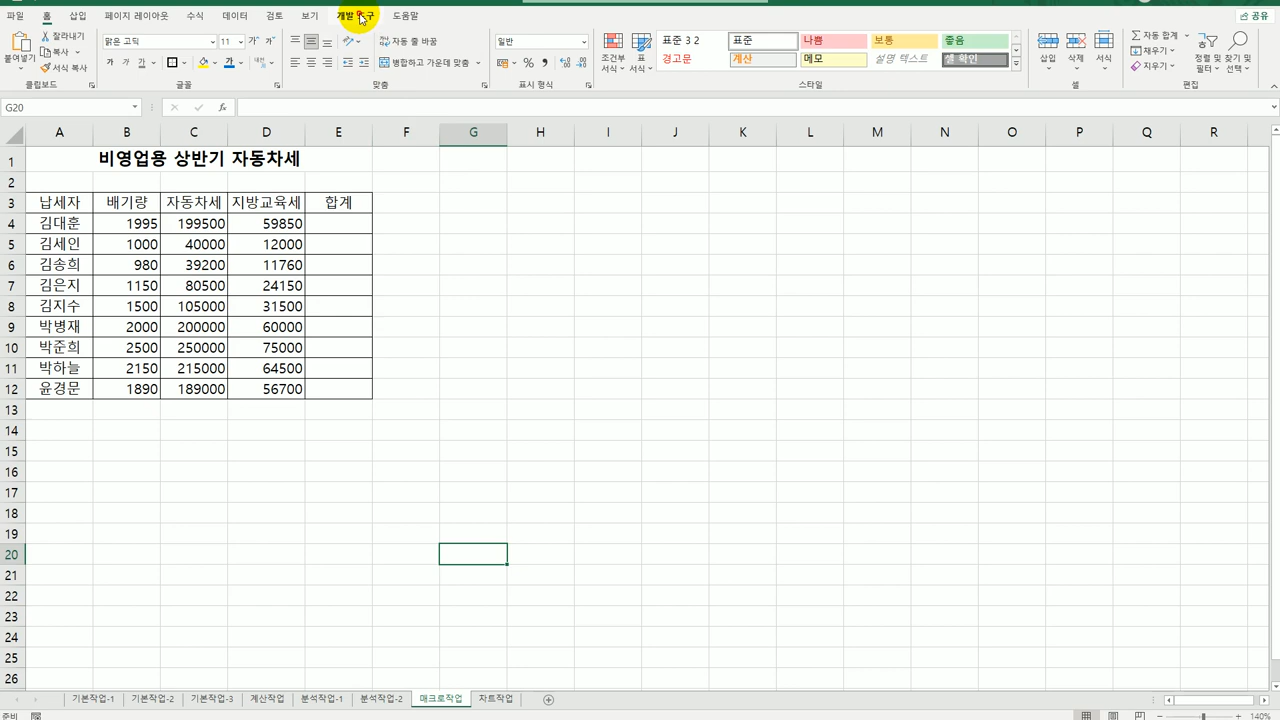 파일 홈 삽입 페이지 레이아웃 수식 데이터 검토 보기 개발 도구 도움말 공유
붙여넣기 잘라내기 맑은 고딕 11 자동 줄 바꿈 일반 조건부 서식 표 서식 표준 3 2 표준 나쁨 보통 좋음 삽입 삭제 서식 자동 합계 정렬 및 필터 찾기 및 선택
복사 가 가 가 가 병합하고 가운데 맞춤 % 경고문 계산 메모 설명 텍스트 셀 확인 채우기
서식 복사 지우기
클립보드 글꼴 맞춤 표시 형식 스타일 셀 편집
G20 fx
A B C D E F G H I J K L M N O P Q R
1 비영업용 상반기 자동차세
2
3 납세자 배기량 자동차세 지방교육세 합계
4 김대훈 1995 199500 59850
5 김세인 1000 40000 12000
6 김송희 980 39200 11760
7 김은지 1150 80500 24150
8 김지수 1500 105000 31500
9 박병재 2000 200000 60000
10 박준희 2500 250000 75000
11 박하늘 2150 215000 64500
12 윤경문 1890 189000 56700
13
14
15
16
17
18
19
20
21
22
23
24
25
26
기본작업-1 기본작업-2 기본작업-3 계산작업 분석작업-1 분석작업-2 매크로작업 차트작업
준비 140%